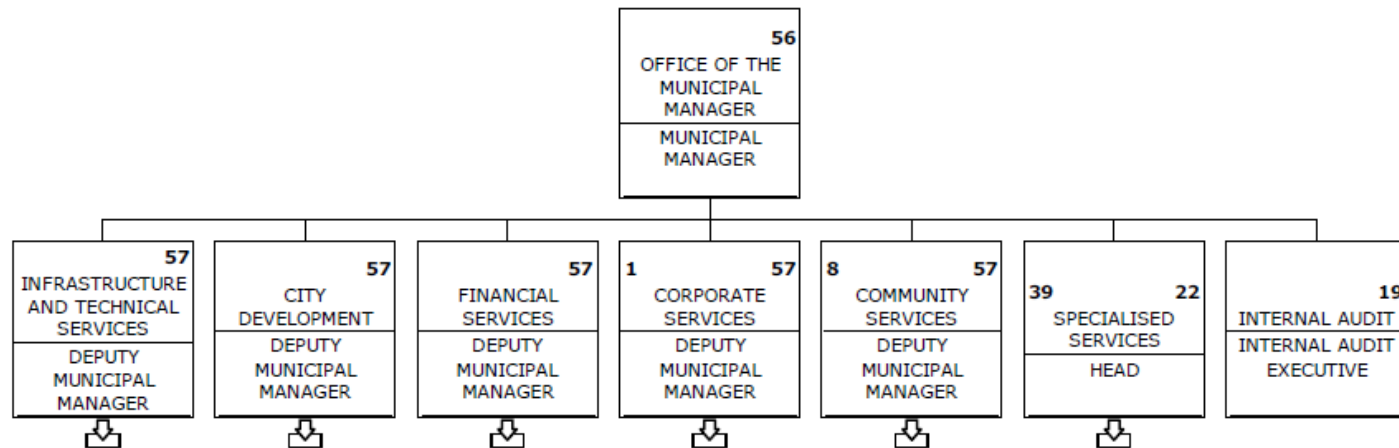 56
OFFICE OF THE
MUNICIPAL
MANAGER
MUNICIPAL
MANAGER
57
INFRASTRUCTURE
AND TECHNICAL
SERVICES
DEPUTY
MUNICIPAL
MANAGER
57
CITY
DEVELOPMENT
DEPUTY
MUNICIPAL
MANAGER
57
FINANCIAL
SERVICES
DEPUTY
MUNICIPAL
MANAGER
1 57
CORPORATE
SERVICES
DEPUTY
MUNICIPAL
MANAGER
8 57
COMMUNITY
SERVICES
DEPUTY
MUNICIPAL
MANAGER
39 22
SPECIALISED
SERVICES
HEAD
19
INTERNAL AUDIT
INTERNAL AUDIT
EXECUTIVE